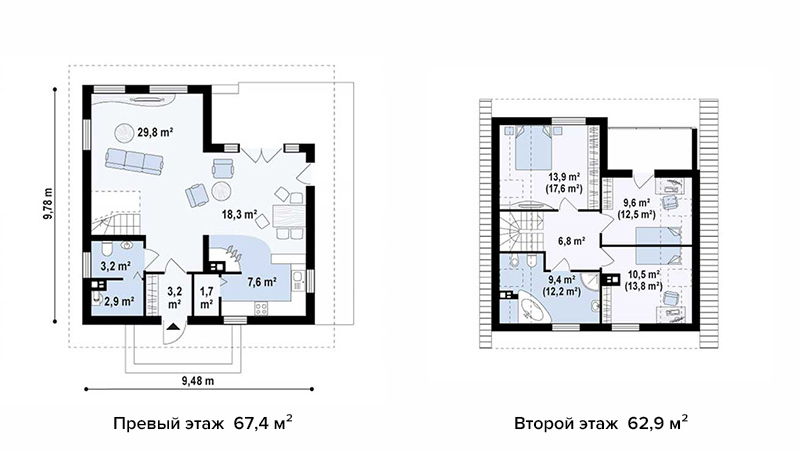 29,8 m²
18,3 m²
9,78 m
3,2 m²
7,6 m²
2,9 m²
3,2
m²
1,7
m²
9,48 m
Превый этаж 67,4 м²
13,9 m²
(17,6 m²)
9,6 m²
(12,5 m²)
6,8 m²
9,4 m²
(12,2 m²)
10,5 m²
(13,8 m²)
Второй этаж 62,9 м²